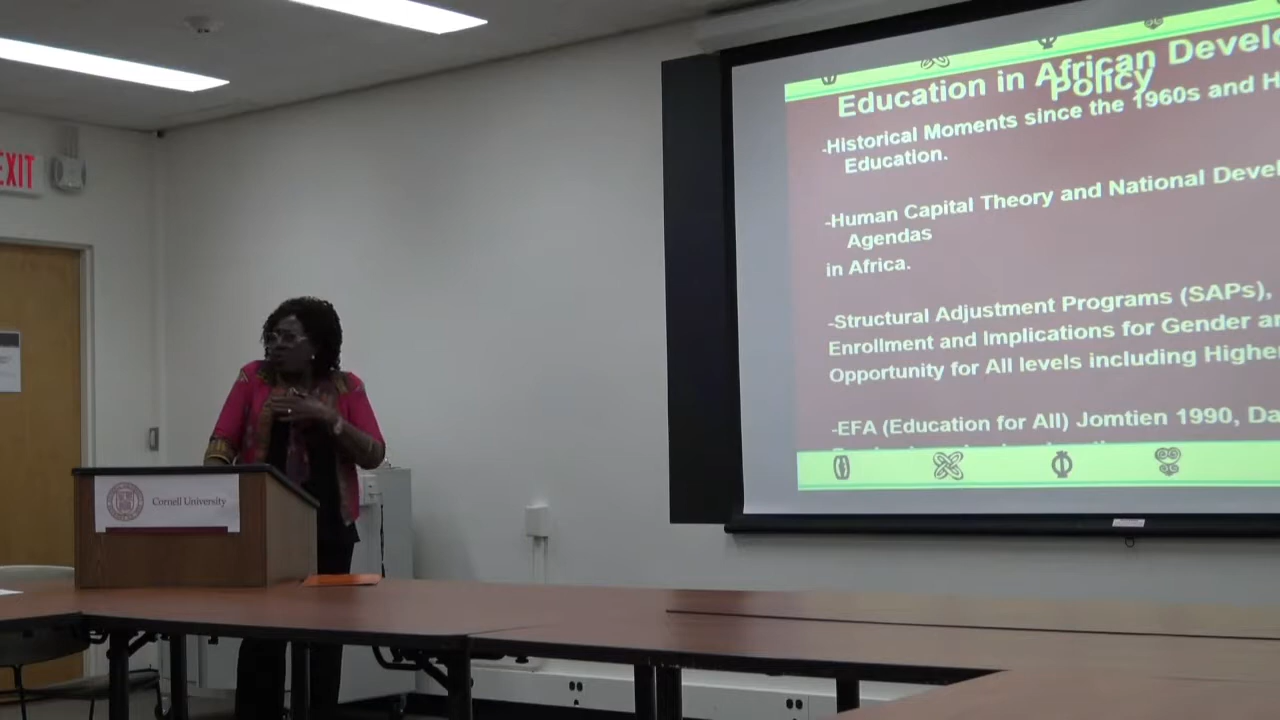 EXIT
Cornell University
Education in African Develo
Policy
-Historical Moments since the 1960s and H
Education.
-Human Capital Theory and National Devel
Agendas
in Africa.
-Structural Adjustment Programs (SAPs),
Enrollment and Implications for Gender an
Opportunity for All levels including Higher
-EFA (Education for All) Jomtien 1990, Da